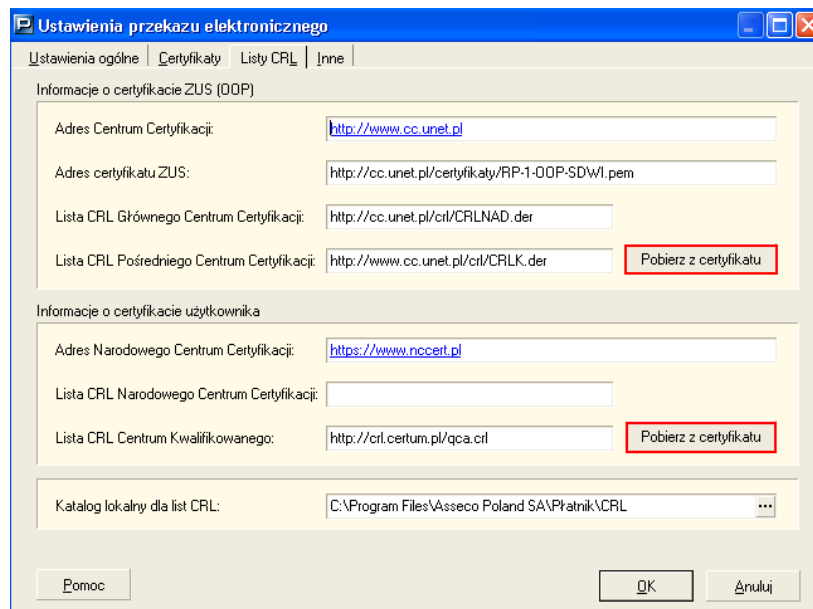 Ustawienia przekazu elektronicznego
Ustawienia ogólne Certyfikaty Listy CRL Inne
Informacje o certyfikacie ZUS (OOP)
Adres Centrum Certyfikacji: http://www.cc.unet.pl
Adres certyfikatu ZUS: http://cc.unet.pl/certyfikaty/RP-1-OOP-SDWI.pem
Lista CRL Głównego Centrum Certyfikacji: http://cc.unet.pl/crl/CRLNAD.der
Lista CRL Pośredniego Centrum Certyfikacji: http://www.cc.unet.pl/crl/CRLK.der Pobierz z certyfikatu
Informacje o certyfikacie użytkownika
Adres Narodowego Centrum Certyfikacji: https://www.nccert.pl
Lista CRL Narodowego Centrum Certyfikacji:
Lista CRL Centrum Kwalifikowanego: http://crl.certum.pl/qca.crl Pobierz z certyfikatu
Katalog lokalny dla list CRL: C:\Program Files\Asseco Poland SA\Płatnik\CRL ...
Pomoc OK Anuluj